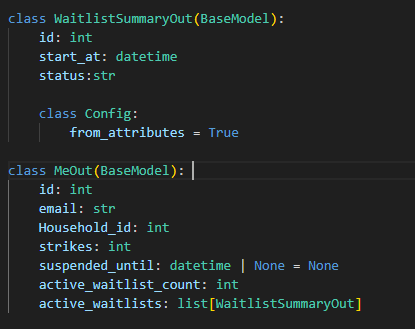 class WaitlistSummaryOut(BaseModel):
    id: int
    start_at: datetime
    status:str

    class Config:
        from_attributes = True

class MeOut(BaseModel):
    id: int
    email: str
    Household_id: int
    strikes: int
    suspended_until: datetime | None = None
    active_waitlist_count: int
    active_waitlists: list[WaitlistSummaryOut]